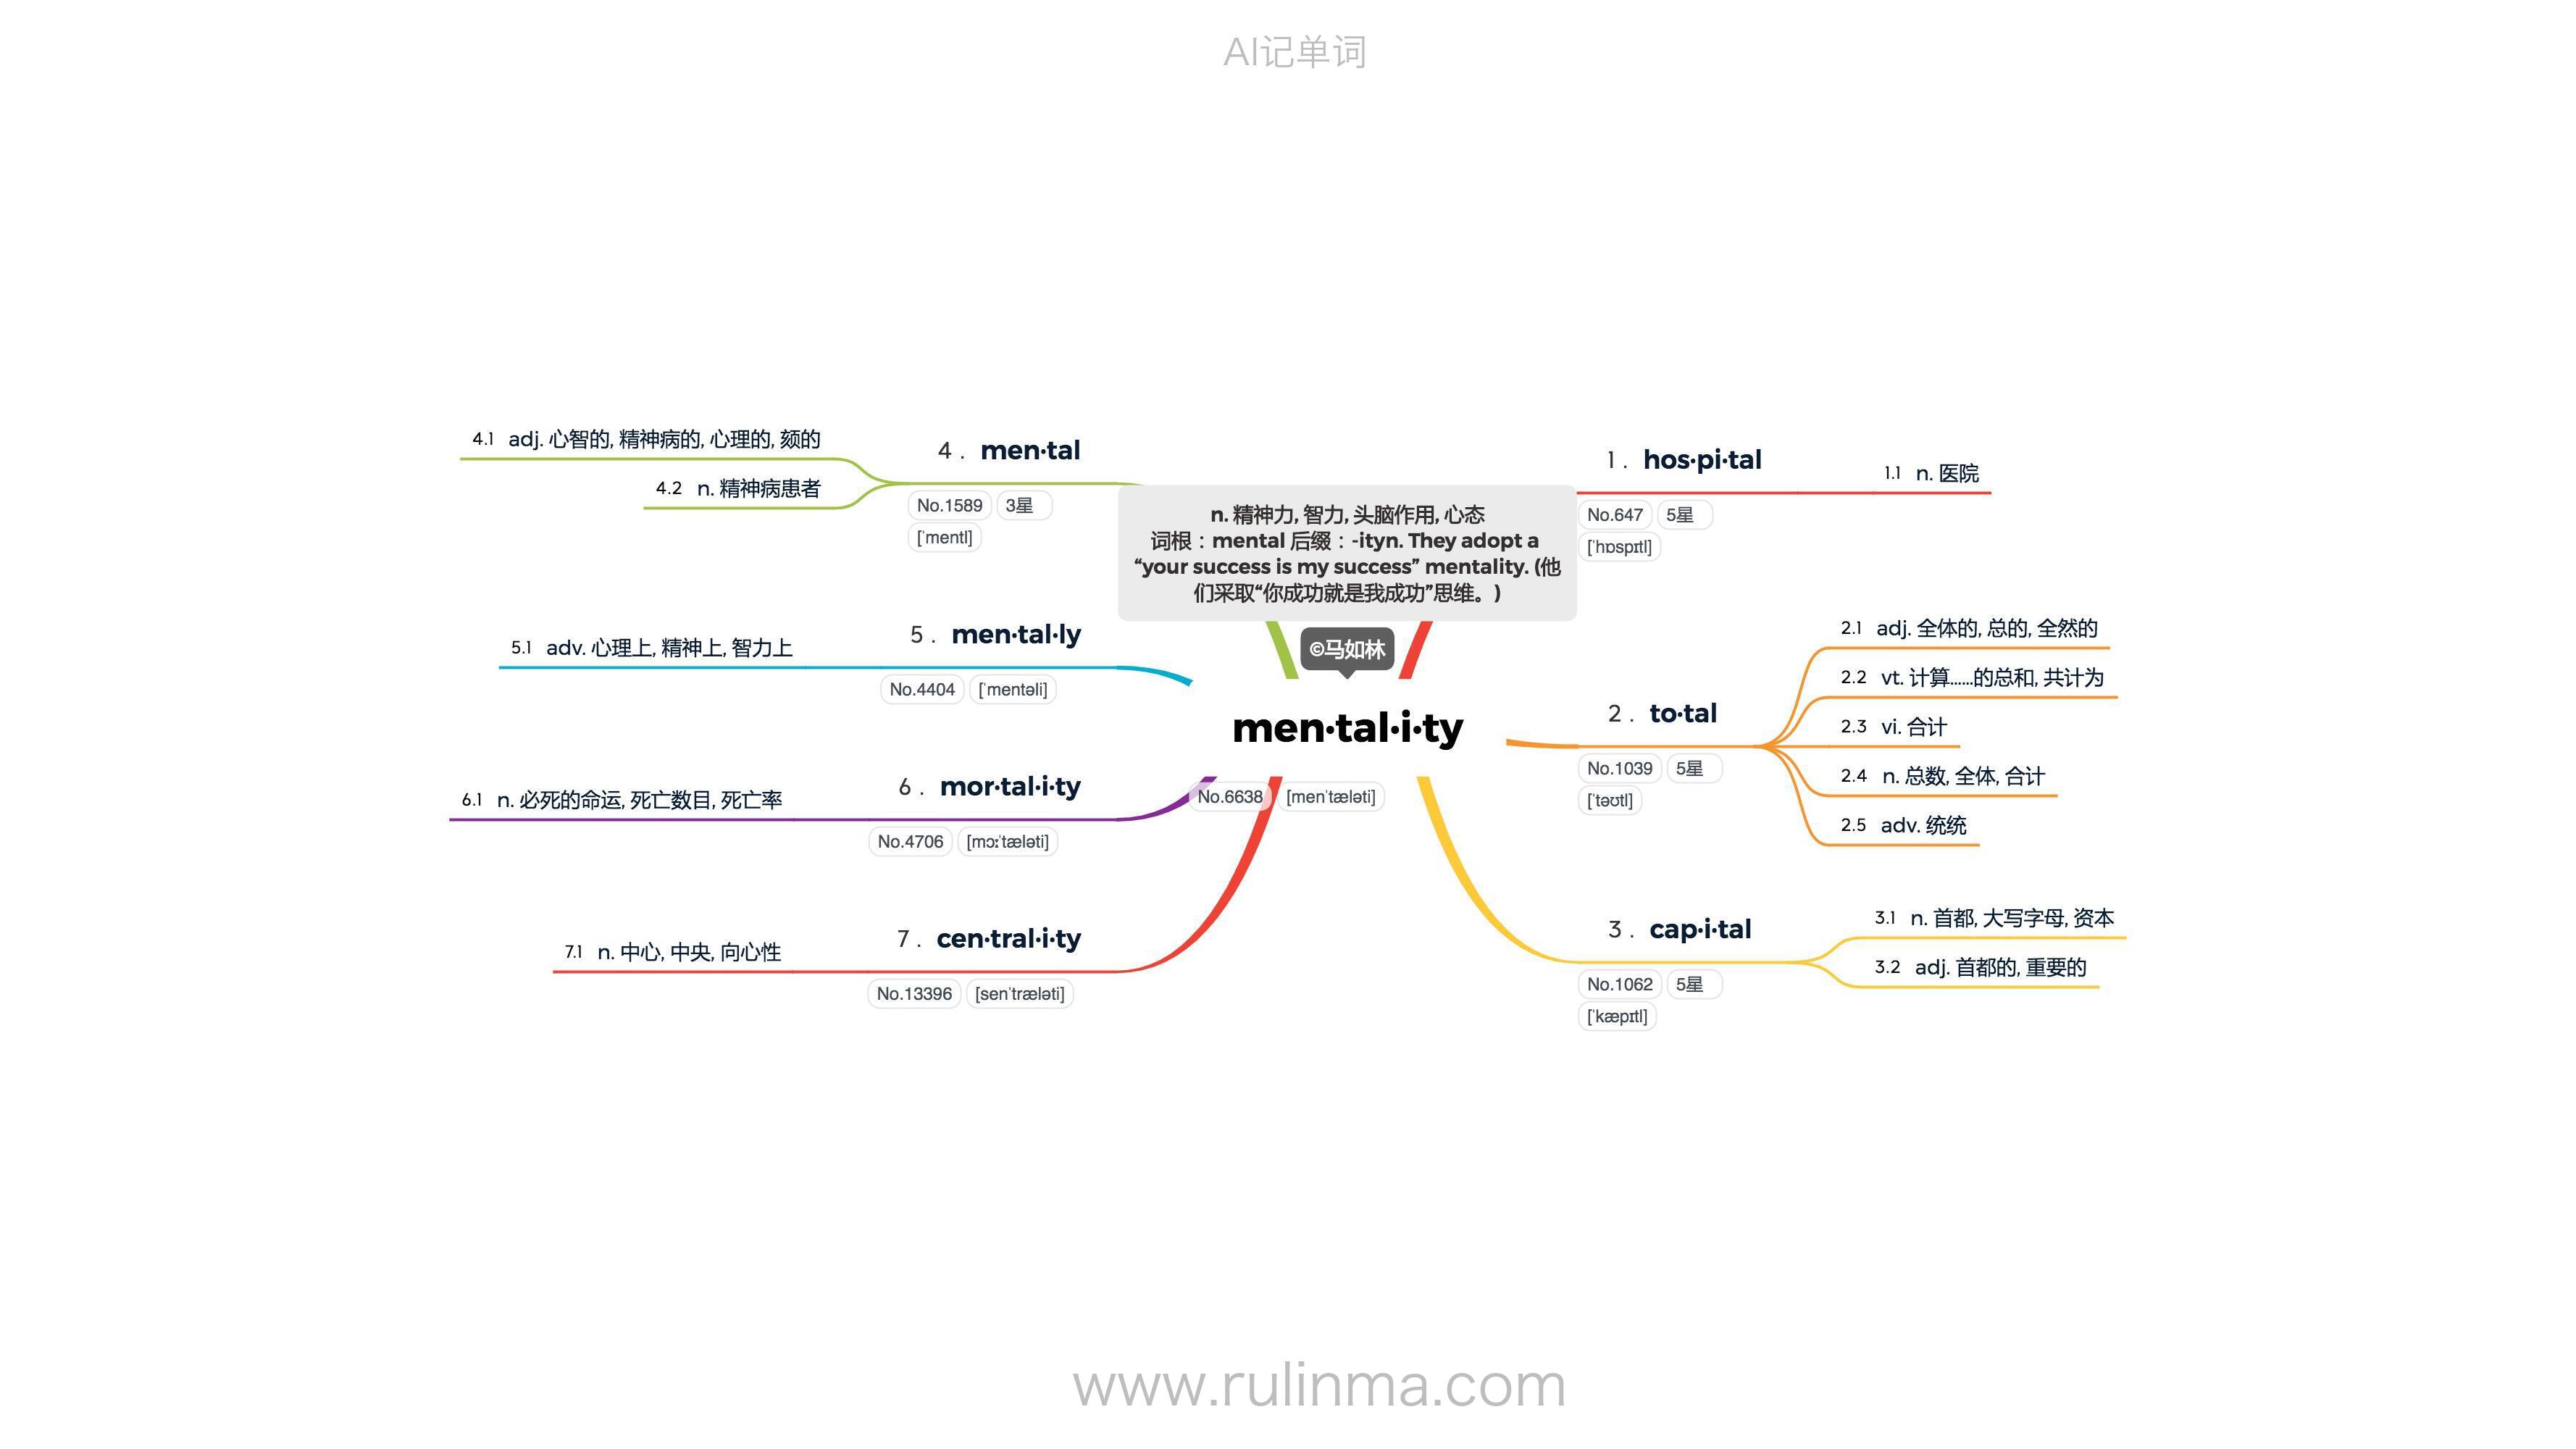 AI记单词
n. 精神力, 智力, 头脑作用, 心态
词根：mental 后缀：-ityn. They adopt a
“your success is my success” mentality. (他
们采取“你成功就是我成功”思维。)
©马如林
men·tal·i·ty
No.6638 [menˈtæləti]
1. hos·pi·tal
No.647 5星
[ˈhɒspɪtl]
1.1 n. 医院
2. to·tal
No.1039 5星
[ˈtəʊtl]
2.1 adj. 全体的, 总的, 全然的
2.2 vt. 计算……的总和, 共计为
2.3 vi. 合计
2.4 n. 总数, 全体, 合计
2.5 adv. 统统
3. cap·i·tal
No.1062 5星
[ˈkæpɪtl]
3.1 n. 首都, 大写字母, 资本
3.2 adj. 首都的, 重要的
4. men·tal
No.1589 3星
[ˈmentl]
4.1 adj. 心智的, 精神病的, 心理的, 颏的
4.2 n. 精神病患者
5. men·tal·ly
No.4404 [ˈmentəli]
5.1 adv. 心理上, 精神上, 智力上
6. mor·tal·i·ty
No.4706 [mɔːˈtæləti]
6.1 n. 必死的命运, 死亡数目, 死亡率
7. cen·tral·i·ty
No.13396 [senˈtræləti]
7.1 n. 中心, 中央, 向心性
www.rulinma.com